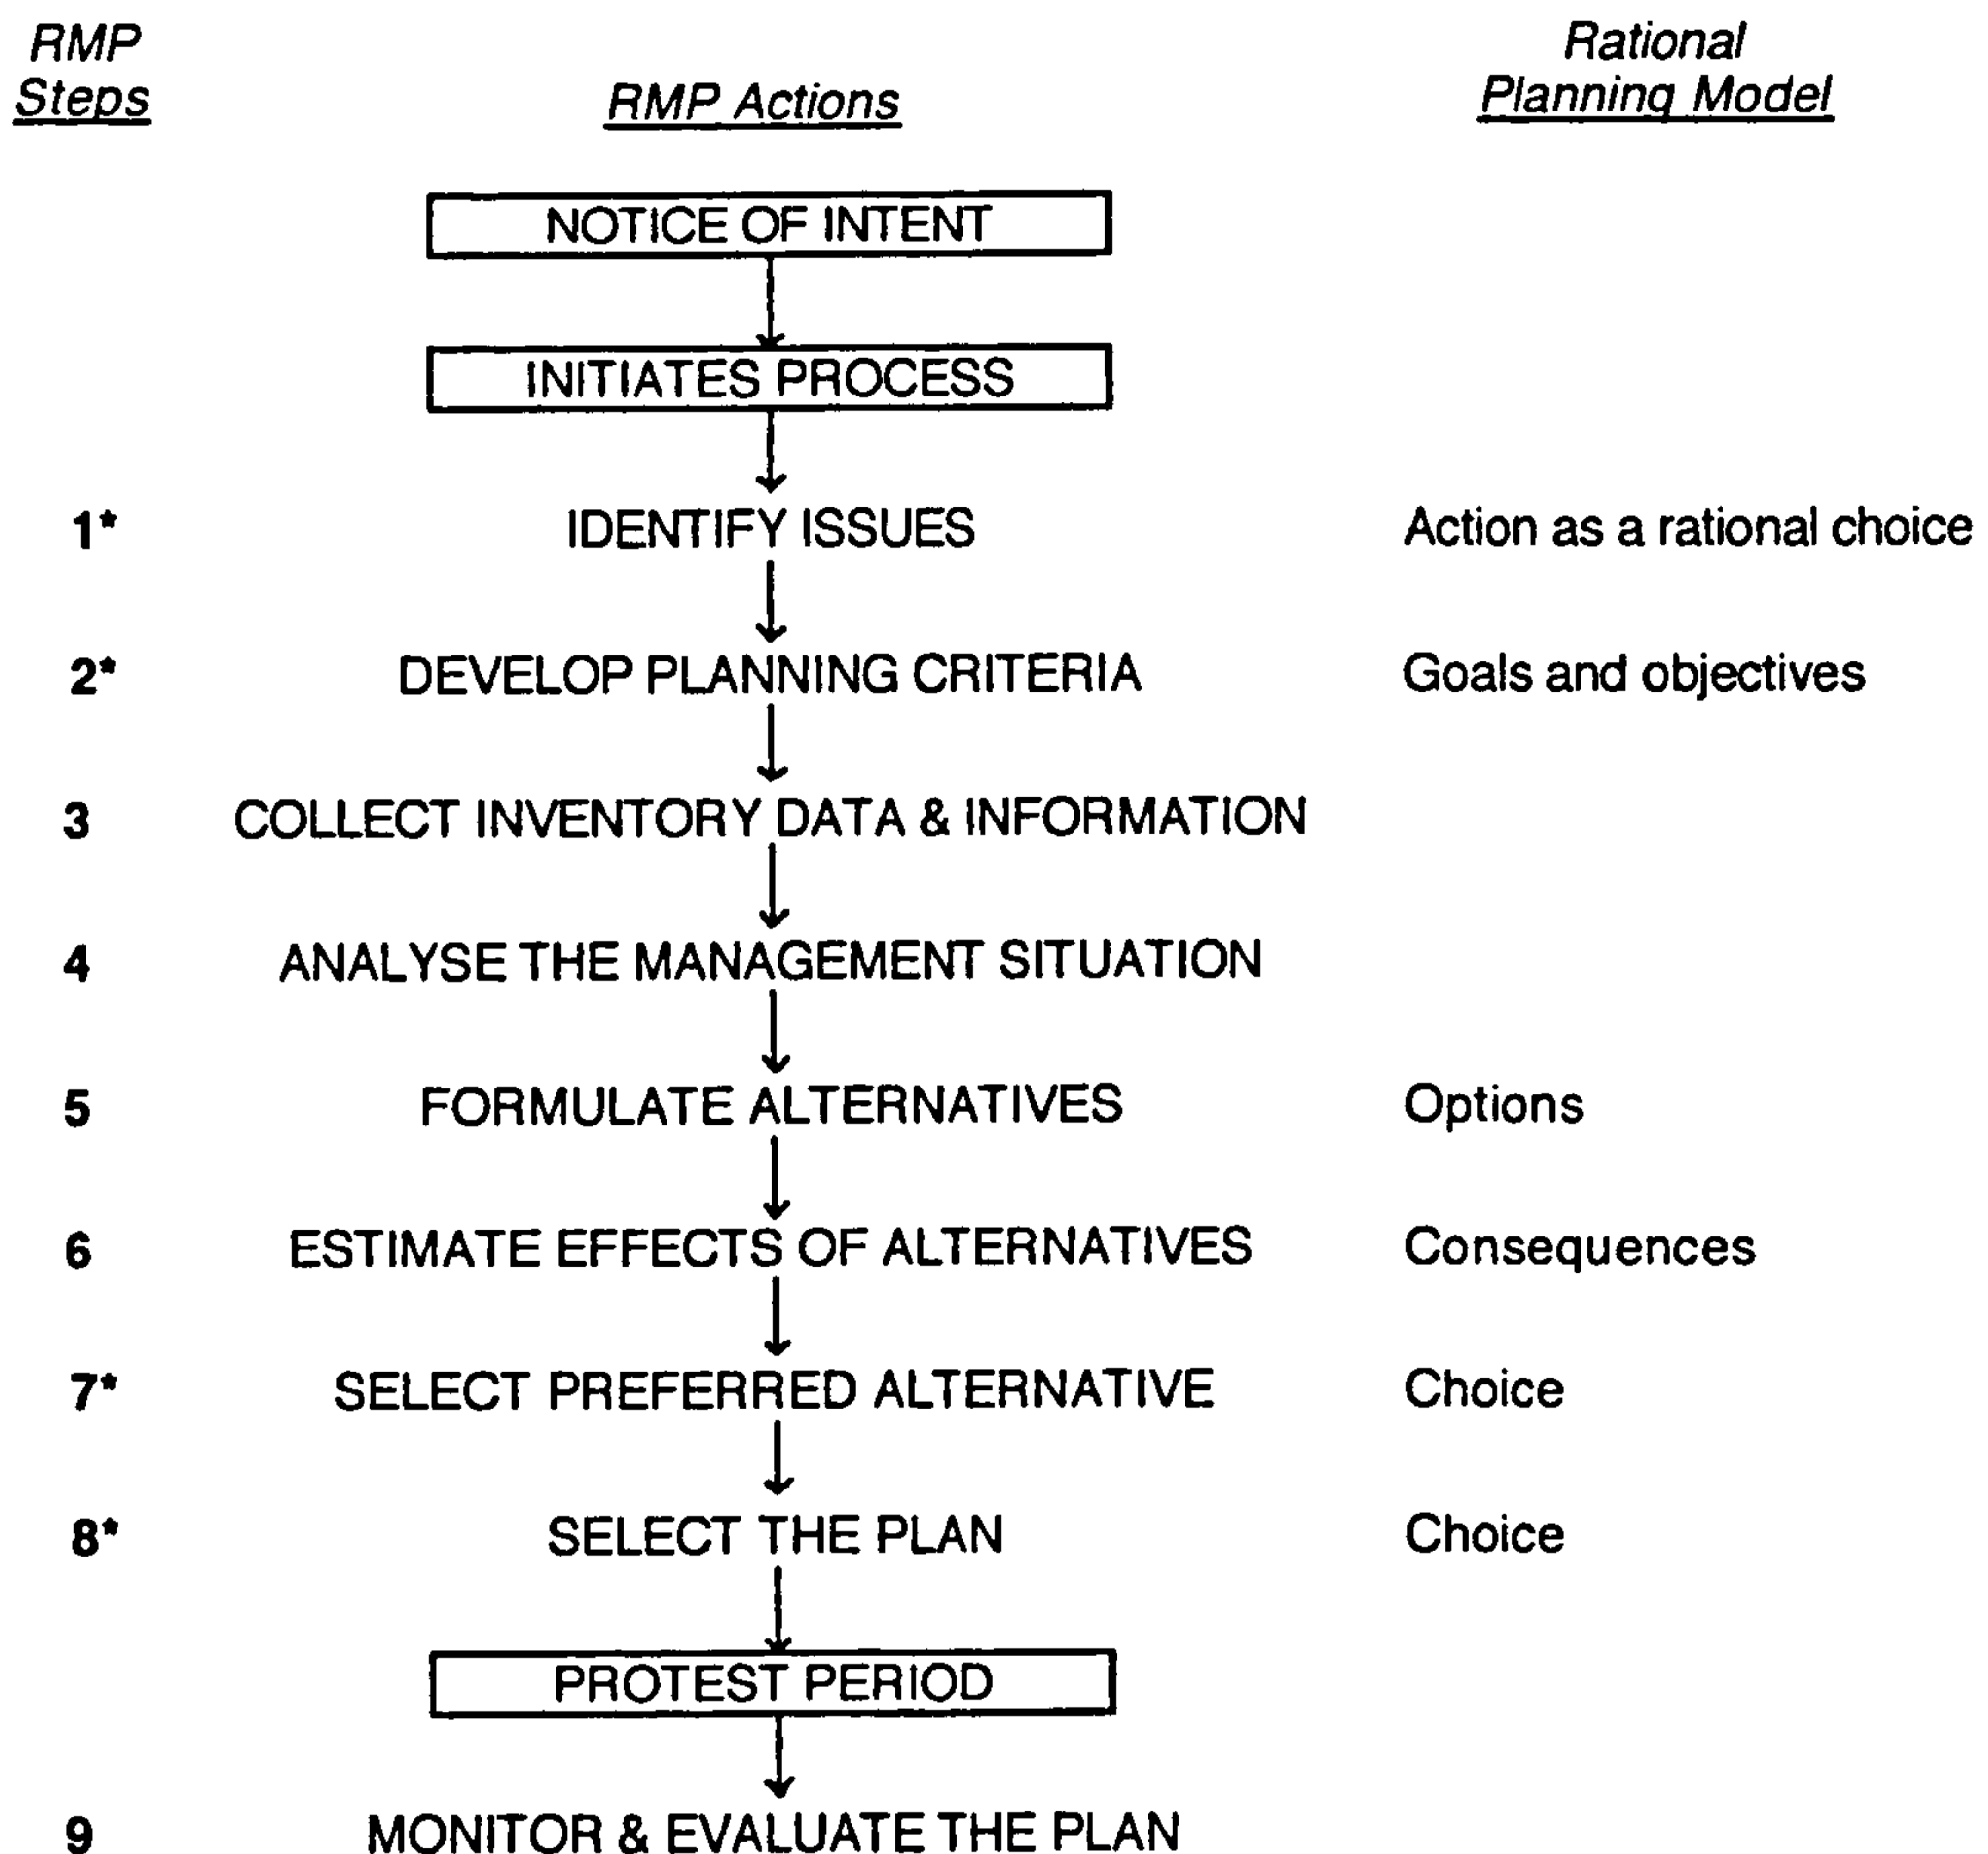 RMP
Steps
RMP Actions
Rational
Planning Model
NOTICE OF INTENT
INITIATES PROCESS
1* IDENTIFY ISSUES Action as a rational choice
2* DEVELOP PLANNING CRITERIA Goals and objectives
3 COLLECT INVENTORY DATA & INFORMATION
4 ANALYSE THE MANAGEMENT SITUATION
5 FORMULATE ALTERNATIVES Options
6 ESTIMATE EFFECTS OF ALTERNATIVES Consequences
7* SELECT PREFERRED ALTERNATIVE Choice
8* SELECT THE PLAN Choice
PROTEST PERIOD
9 MONITOR & EVALUATE THE PLAN